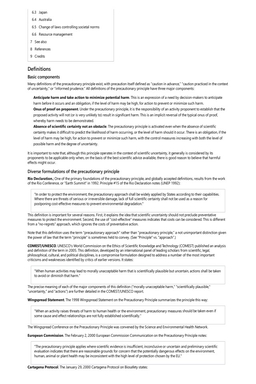 6.3 Japan
6.4 Australia
6.5 Change of laws controlling societal norms
6.6 Resource management
7 See also
8 References
9 Credits
Definitions
Basic components
Many definitions of the precautionary principle exist, with precaution itself defined as "caution in advance," "caution practised in the context
of uncertainty," or "informed prudence." All definitions of the precautionary principle have three major components:
Anticipate harm and take action to minimize potential harm. This is an expression of a need by decision-makers to anticipate
harm before it occurs and an obligation, if the level of harm may be high, for action to prevent or minimize such harm.
Onus of proof on proponent. Under the precautionary principle, it is the responsibility of an activity proponent to establish that the
proposed activity will not (or is very unlikely to) result in significant harm. This is an implicit reversal of the typical onus of proof
whereby harm needs to be demonstrated.
Absence of scientific certainty not an obstacle. The precautionary principle is activated even when the absence of scientific
certainty makes it difficult to predict the likelihood of harm occurring, or the level of harm should it occur. There is an obligation, if the
level of harm may be high, for action to prevent or minimize such harm, with the control measures increasing with both the level of
possible harm and the degree of uncertainty.
It is important to note that, although this principle operates in the context of scientific uncertainty, it generally is considered by its
proponents to be applicable only when, on the basis of the best scientific advice available, there is good reason to believe that harmful
effects might occur.
Diverse formulations of the precautionary principle
Rio Declaration. One of the primary foundations of the precautionary principle, and globally accepted definitions, results from the work
of the Rio Conference, or "Earth Summit" in 1992. Principle #15 of the Rio Declaration notes (UNEP 1992):
"In order to protect the environment, the precautionary approach shall be widely applied by States according to their capabilities.
Where there are threats of serious or irreversible damage, lack of full scientific certainty shall not be used as a reason for
postponing cost-effective measures to prevent environmental degradation."
This definition is important for several reasons. First, it explains the idea that scientific uncertainty should not preclude preventative
measures to protect the environment. Second, the use of "cost-effective" measures indicates that costs can be considered. This is different
from a "no-regrets" approach, which ignores the costs of preventative action.
Note that this definition uses the term "precautionary approach" rather than "precautionary principle," a not unimportant distinction given
the power of law that the term "principle" is sometimes held to convey. (See "Principle" vs. "approach".)
COMEST/UNESCO: UNESCO's World Commission on the Ethics of Scientific Knowledge and Technology (COMEST) published an analysis
and definition of the term in 2005. This definition, developed by an international panel of leading scholars from scientific, legal,
philosophical, cultural, and political disciplines, is a compromise formulation designed to address a number of the most important
criticisms and weaknesses identified by critics of earlier versions. It states:
"When human activities may lead to morally unacceptable harm that is scientifically plausible but uncertain, actions shall be taken
to avoid or diminish that harm."
The precise meaning of each of the major components of this definition ("morally unacceptable harm," "scientifically plausible,"
"uncertainty," and "actions") are further detailed in the COMEST/UNESCO report.
Wingspread Statement. The 1998 Wingspread Statement on the Precautionary Principle summarizes the principle this way:
"When an activity raises threats of harm to human health or the environment, precautionary measures should be taken even if
some cause and effect relationships are not fully established scientifically."
The Wingspread Conference on the Precautionary Principle was convened by the Science and Environmental Health Network
European Commission. The February 2, 2000 European Commission Communication on the Precautionary Principle notes:
"The precautionary principle applies where scientific evidence is insufficient, inconclusive or uncertain and preliminary scientific
evaluation indicates that there are reasonable grounds for concern that the potentially dangerous effects on the environment,
human, animal or plant health may be inconsistent with the high level of protection chosen by the EU."
Cartagena Protocol. The January 29, 2000 Cartagena Protocol on Biosafety states: